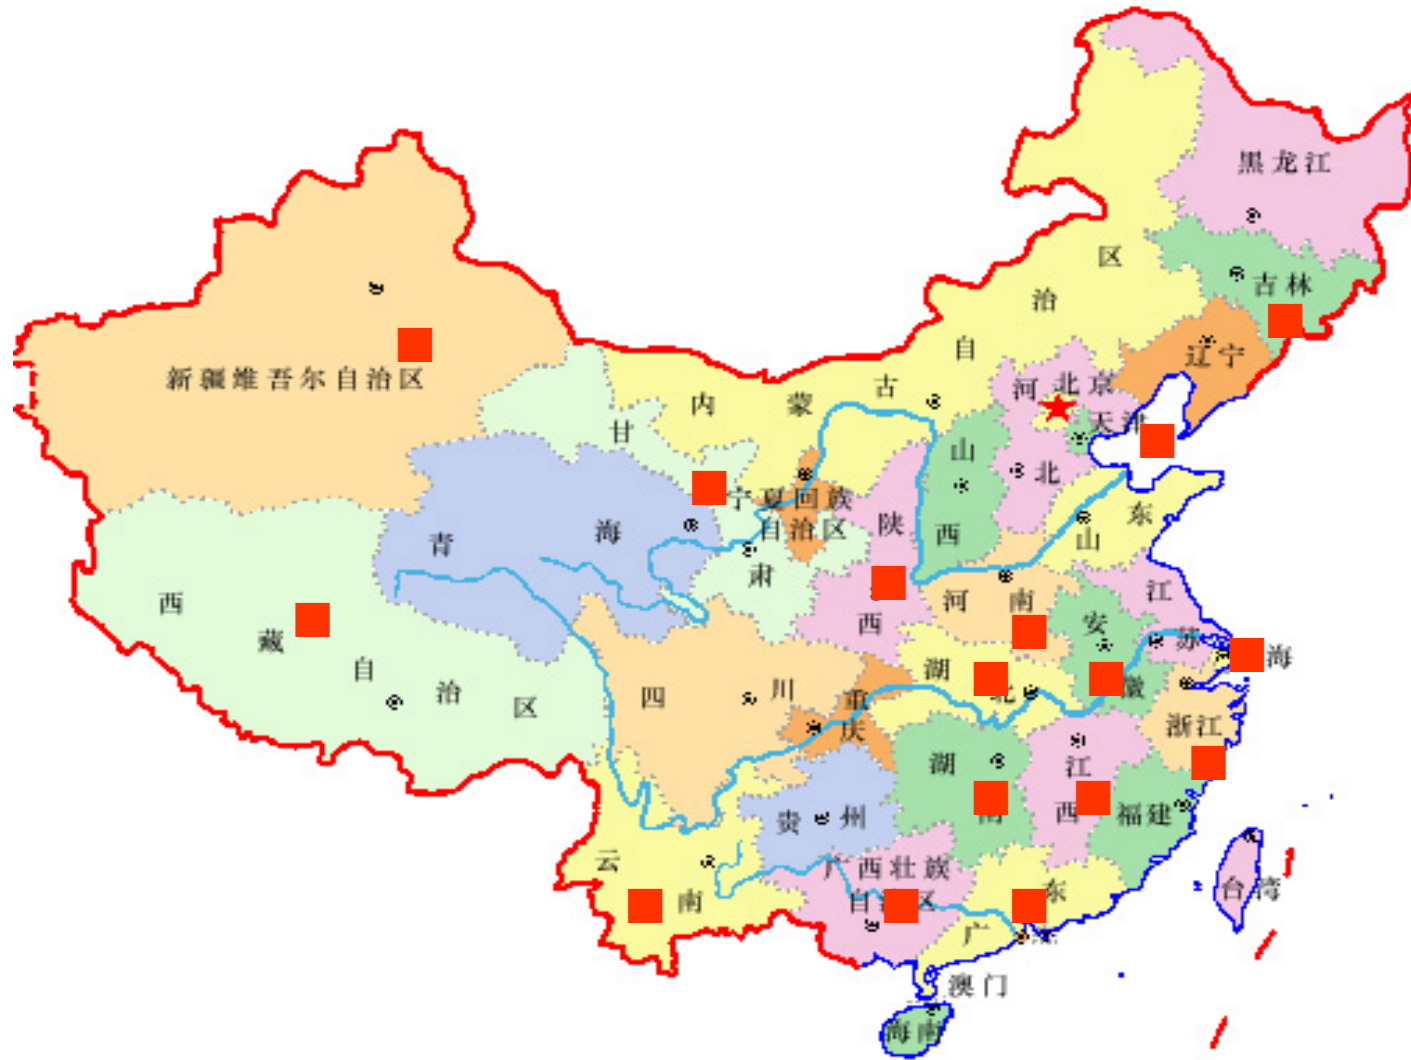 黑龙江
吉林
辽宁
内蒙古自治区
新疆维吾尔自治区
北京
天津
河北
山西
山东
甘肃
宁夏回族
自治区
陕西
青海
西藏自治区
河南
江苏
安徽
海
湖北
四川
重庆
浙江
湖南
江西
福建
贵州
云南
广西壮族
自治区
广东
台湾
澳门
海南